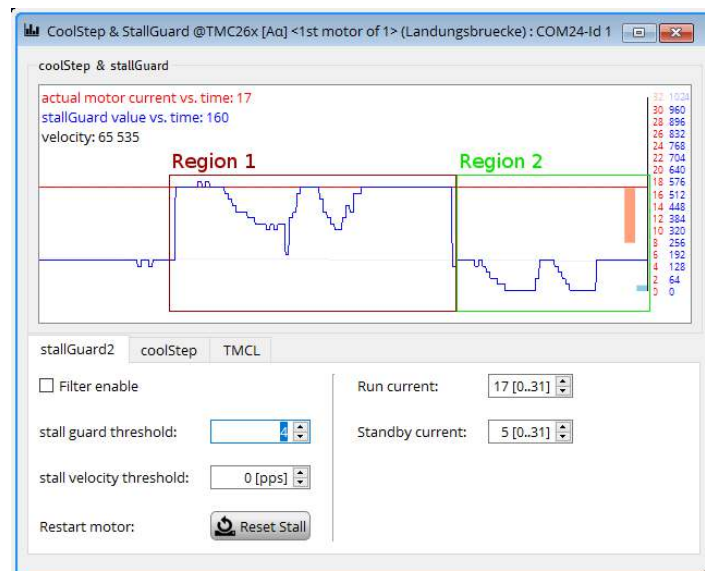 CoolStep & StallGuard @TMC26x [Aα] <1st motor of 1> (Landungsbruecke) : COM24-Id 1
coolStep & stallGuard
actual motor current vs. time: 17
stallGuard value vs. time: 160
velocity: 65 535
Region 1
Region 2
32 1024
30 960
28 896
26 832
24 768
22 704
20 640
18 576
16 512
14 448
12 384
10 320
8 256
6 192
4 128
2 64
0 0
stallGuard2 coolStep TMCL
Filter enable
Run current: 17 [0..31]
stall guard threshold: 4
Standby current: 5 [0..31]
stall velocity threshold: 0 [pps]
Restart motor: Reset Stall